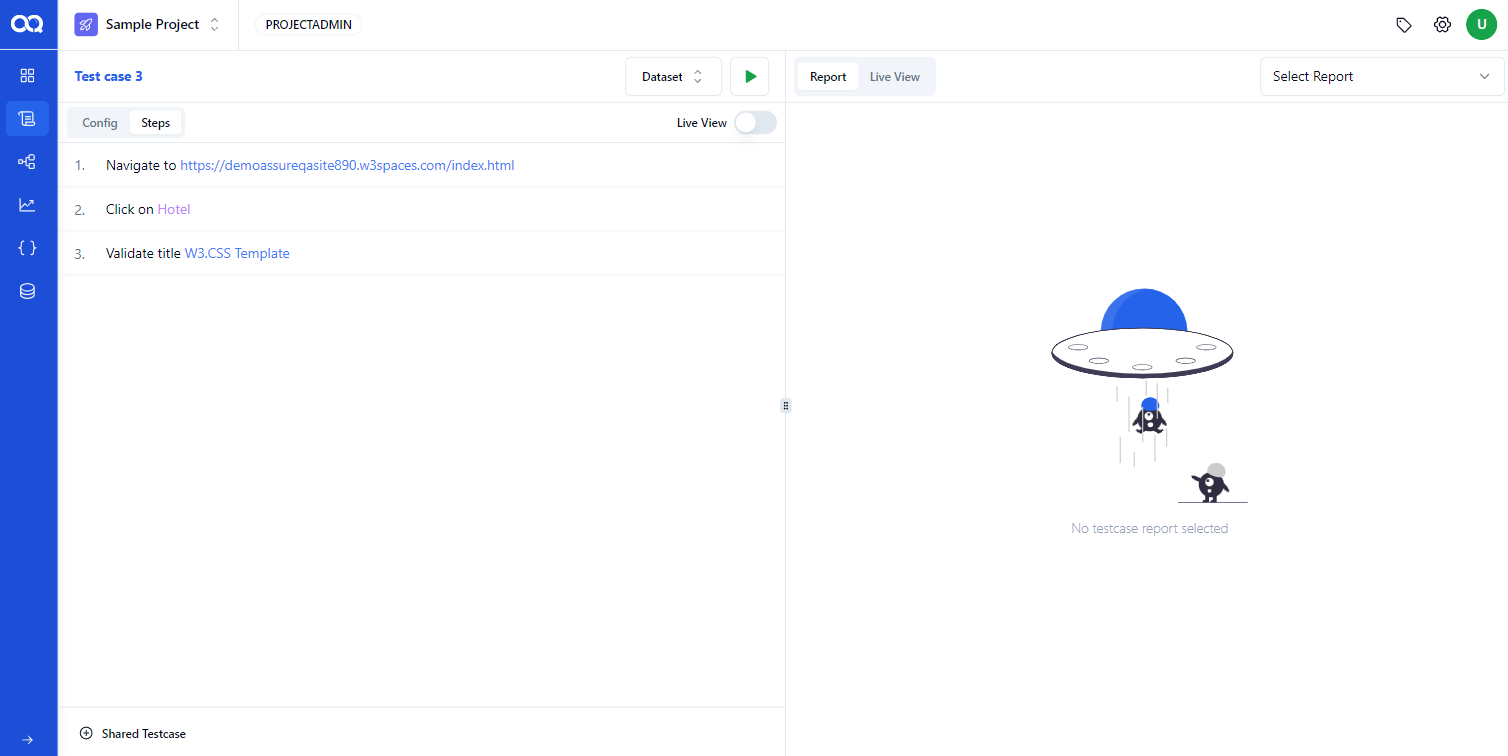 Sample Project
PROJECTADMIN
U
Test case 3
Dataset
Report
Live View
Select Report
Config
Steps
Live View
1. Navigate to https://demoassureqasite890.w3spaces.com/index.html
2. Click on Hotel
3. Validate title W3.CSS Template
No testcase report selected
Shared Testcase